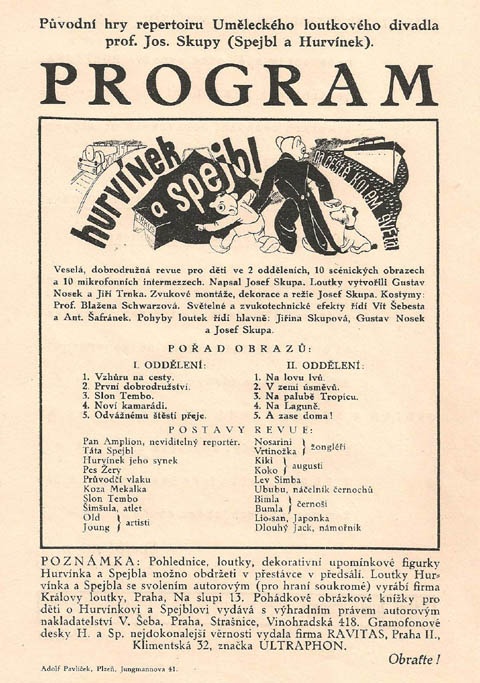 Původní hry repertoiru Uměleckého loutkového divadla
prof. Jos. Skupy (Spejbl a Hurvínek).
PROGRAM
hurvínek
a spejbl
na cestě kolem světa
Veselá, dobrodružná revue pro děti ve 2 odděleních, 10 scénických obrazech
a 10 mikrofonních intermezzech. Napsal Josef Skupa. Loutky vytvořili Gustav
Nosek a Jiří Trnka. Zvukové montáže, dekorace a režie Josef Skupa. Kostymy:
Prof. Blažena Schwarzová. Světelné a zvukotechnické efekty řídí Vít Šebesta
a Ant. Šafránek. Pohyby loutek řídí hlavně: Jiřina Skupová, Gustav Nosek
a Josef Skupa.
POŘAD OBRAZŮ:
I. ODDĚLENÍ:
1. Vzhůru na cesty.
2. První dobrodružství.
3. Slon Tembo.
4. Noví kamarádi.
5. Odvážnému štěstí přeje.
II. ODDĚLENÍ:
1. Na lovu lvů.
2. V zemi úsměvů.
3. Na palubě Tropicu.
4. Na Laguně.
5. A zase doma!
POSTAVY REVUE:
Pan Amplion, neviditelný reportér.
Táta Spejbl
Hurvínek jeho synek
Pes Žery
Průvodčí vlaku
Koza Mekalka
Slon Tembo
Šimšula, atlet
Old
Joung } artisti
Nosarini
Vrtinožka } žongléři
Kiki
Koko } augusti
Lev Simba
Ububu, náčelník černochů
Bimla
Bumla } černoši
Lio-san, Japonka
Dlouhý Jack, námořník
POZNÁMKA: Pohlednice, loutky, dekorativní upomínkové figurky
Hurvínka a Spejbla možno obdržeti v přestávce v předsálí. Loutky Hur-
vínka a Spejbla se svolením autorovým (pro hraní soukromé) vyrábí firma
Královy loutky, Praha, Na slupi 13. Pohádkové obrázkové knížky pro
děti o Hurvínkovi a Spejblovi vydává s výhradním právem autorovým
nakladatelství V. Šeba, Praha, Strašnice, Vinohradská 418. Gramofonové
desky H. a Sp. nejdokonalejší věrnosti vydala firma RAVITAS, Praha II.,
Klimentská 32, značka ULTRAPHON.
Obraťte!
Adolf Pavlíček, Plzeň, Jungmannova 41.